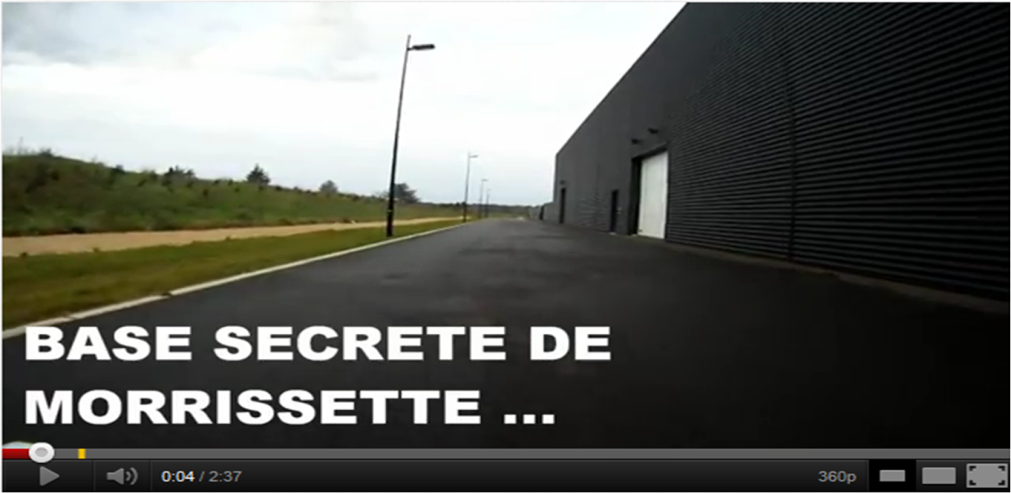 BASE SECRETE DE
MORRISSETTE ...
0:04 / 2:37 360p